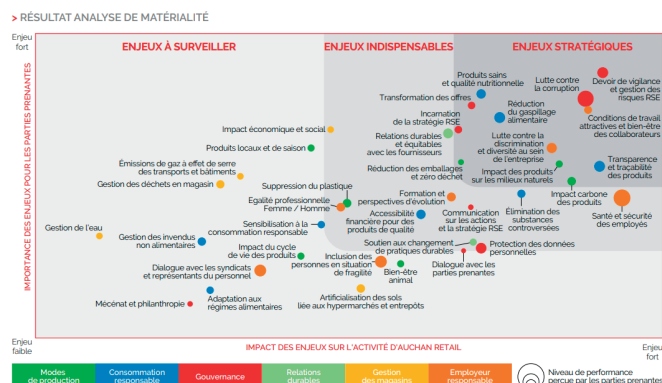 > RÉSULTAT ANALYSE DE MATÉRIALITÉ
Enjeu
fort
ENJEUX À SURVEILLER
ENJEUX INDISPENSABLES
ENJEUX STRATÉGIQUES
IMPORTANCE DES ENJEUX POUR LES PARTIES PRENANTES
Produits sains
et qualité nutritionnelle
Lutte contre
la corruption
Devoir de vigilance
et gestion des
risques RSE
Transformation des offres
Réduction
du gaspillage
alimentaire
Incarnation
de la stratégie RSE
Conditions de travail
attractives et bien-être
des collaborateurs
Impact économique et social
Relations durables
et équitables
avec les fournisseurs
Lutte contre la
discrimination
et diversité au sein
de l'entreprise
Produits locaux et de saison
Transparence
et traçabilité
des produits
Émissions de gaz à effet de serre
des transports et bâtiments
Réduction des emballages
et zéro déchet
Impact des produits
sur les milieux naturels
Gestion des déchets en magasin
Suppression du plastique
Impact carbone
des produits
Egalité professionnelle
Femme / Homme
Formation et
perspectives d'évolution
Accessibilité
financière pour des
produits de qualité
Communication
sur les actions
et la stratégie RSE
Élimination des
substances
controversées
Santé et sécurité
des employés
Sensibilisation à la
consommation responsable
Gestion de l'eau
Gestion des invendus
non alimentaires
Impact du cycle
de vie des produits
Soutien aux changement
de pratiques durables
Protection des données
personnelles
Inclusion des
personnes en situation
de fragilité
Bien-être
animal
Dialogue avec les
parties prenantes
Dialogue avec les syndicats
et représentants du personnel
Adaptation aux
régimes alimentaires
Artificialisation des sols
liée aux hypermarchés et entrepôts
Mécénat et philanthropie
Enjeu
faible
IMPACT DES ENJEUX SUR L'ACTIVITÉ D'AUCHAN RETAIL
Enjeu
fort
Modes
de production
Consommation
responsable
Gouvernance
Relations
durables
Gestion
des magasins
Employeur
responsable
Niveau de performance
perçue par les parties prenantes